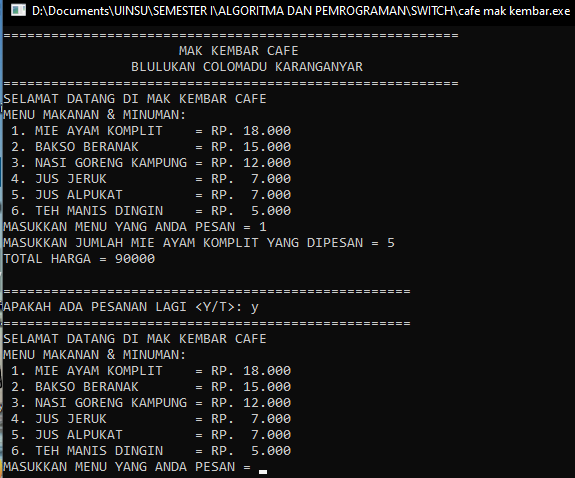 D:\Documents\UINSU\SEMESTER I\ALGORITMA DAN PEMROGRAMAN\SWITCH\cafe mak kembar.exe
=========================================================
MAK KEMBAR CAFE
BLULUKAN COLOMADU KARANGANYAR
=========================================================
SELAMAT DATANG DI MAK KEMBAR CAFE
MENU MAKANAN & MINUMAN:
1. MIE AYAM KOMPLIT = RP. 18.000
2. BAKSO BERANAK = RP. 15.000
3. NASI GORENG KAMPUNG = RP. 12.000
4. JUS JERUK = RP. 7.000
5. JUS ALPUKAT = RP. 7.000
6. TEH MANIS DINGIN = RP. 5.000
MASUKKAN MENU YANG ANDA PESAN = 1
MASUKKAN JUMLAH MIE AYAM KOMPLIT YANG DIPESAN = 5
TOTAL HARGA = 90000
===================================================
APAKAH ADA PESANAN LAGI <Y/T>: y
===================================================
SELAMAT DATANG DI MAK KEMBAR CAFE
MENU MAKANAN & MINUMAN:
1. MIE AYAM KOMPLIT = RP. 18.000
2. BAKSO BERANAK = RP. 15.000
3. NASI GORENG KAMPUNG = RP. 12.000
4. JUS JERUK = RP. 7.000
5. JUS ALPUKAT = RP. 7.000
6. TEH MANIS DINGIN = RP. 5.000
MASUKKAN MENU YANG ANDA PESAN = _